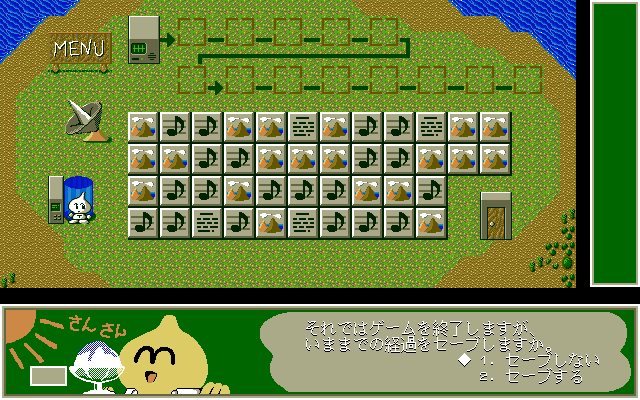 MENU
さんさん
それではゲームを終了しますが、
いままでの経過をセーブしますか。
◆ 1. セーブしない
2. セーブする